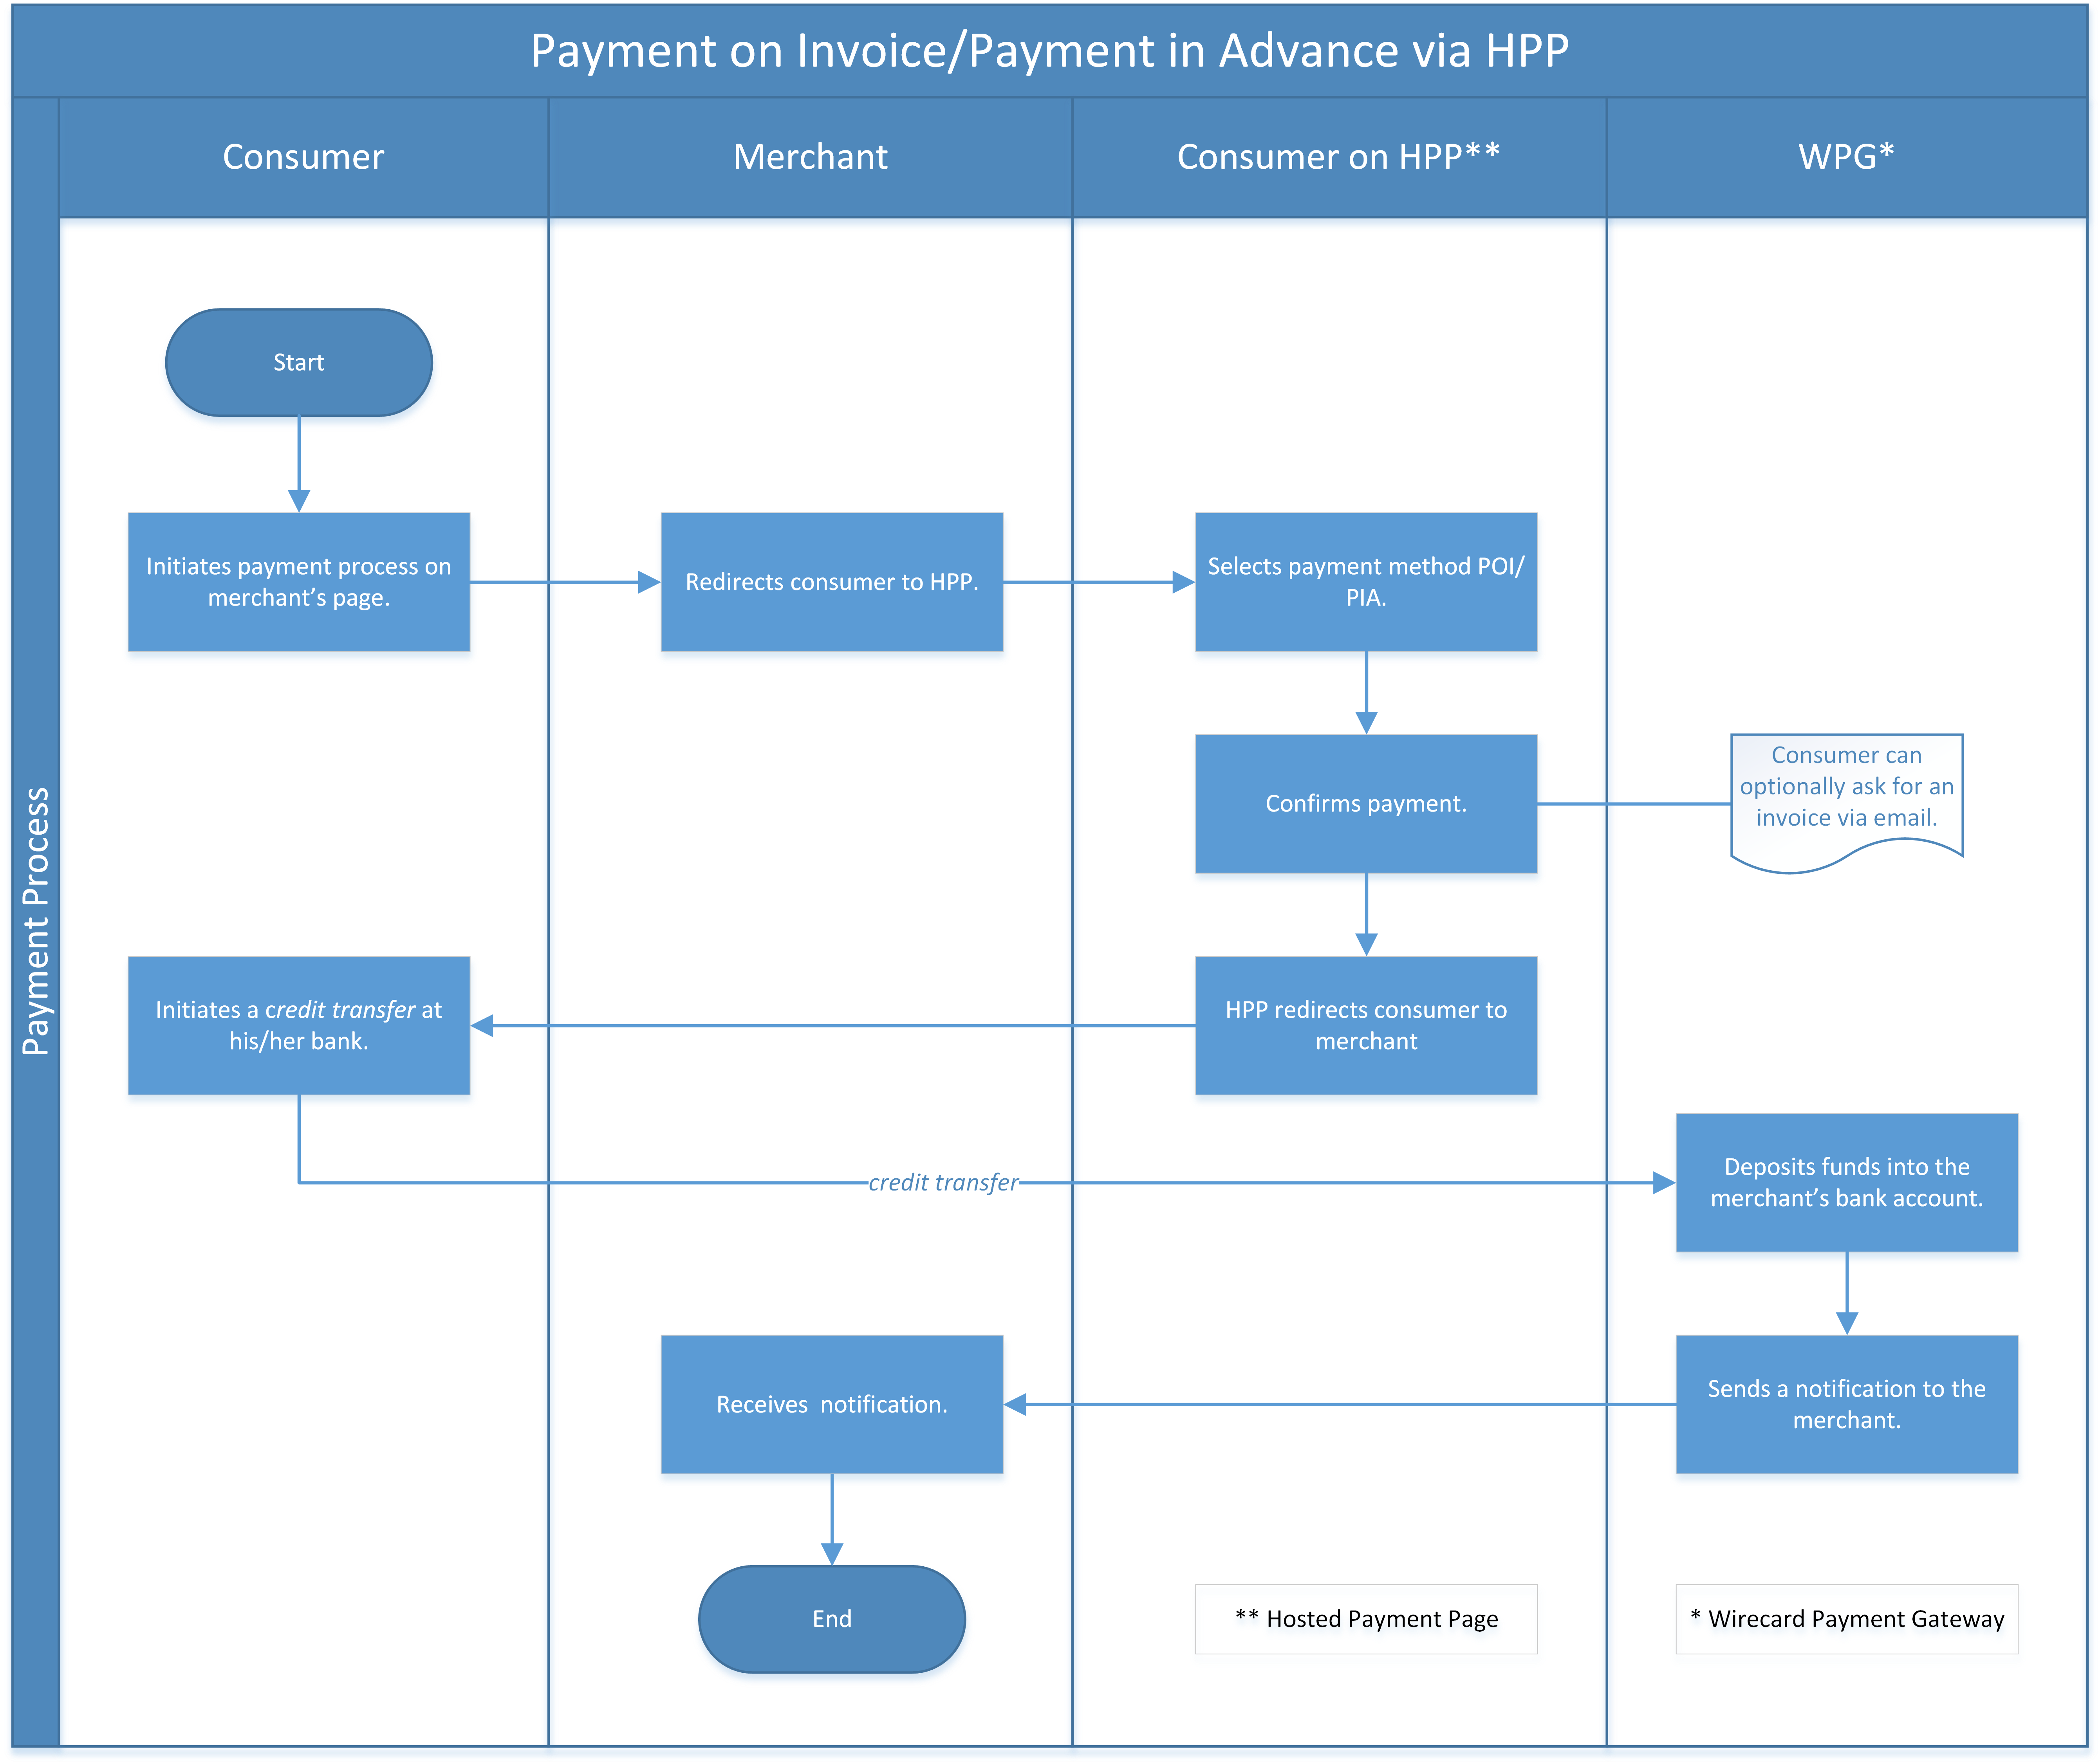 Payment on Invoice/Payment in Advance via HPP
Payment Process
Consumer
Merchant
Consumer on HPP**
WPG*
Start
Initiates payment process on
merchant's page.
Redirects consumer to HPP.
Selects payment method POI/
PIA.
Confirms payment.
Consumer can
optionally ask for an
invoice via email.
HPP redirects consumer to
merchant
Initiates a credit transfer at
his/her bank.
credit transfer
Deposits funds into the
merchant's bank account.
Sends a notification to the
merchant.
Receives  notification.
End
** Hosted Payment Page
* Wirecard Payment Gateway